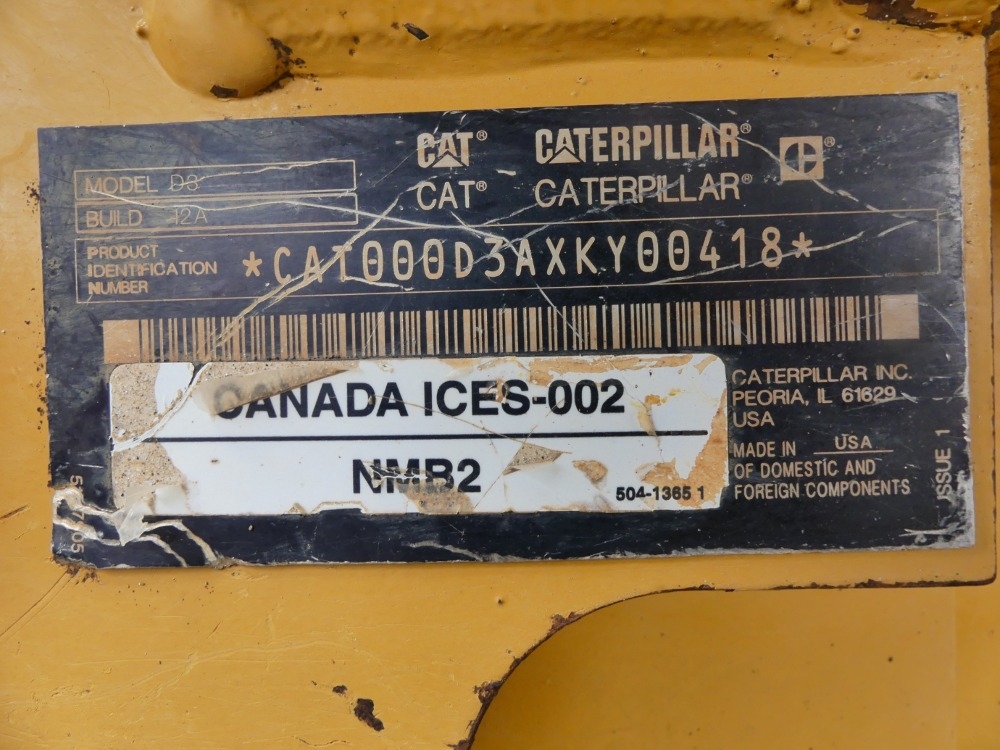 CAT® CATERPILLAR®
CAT® CATERPILLAR®
MODEL D3
BUILD 12A
PRODUCT
IDENTIFICATION
NUMBER
*CAT000D3AXKY00418*
CANADA ICES-002
NMB2
504-1365 1
CATERPILLAR INC.
PEORIA, IL 61629
USA
MADE IN USA
OF DOMESTIC AND
FOREIGN COMPONENTS
ISSUE 1